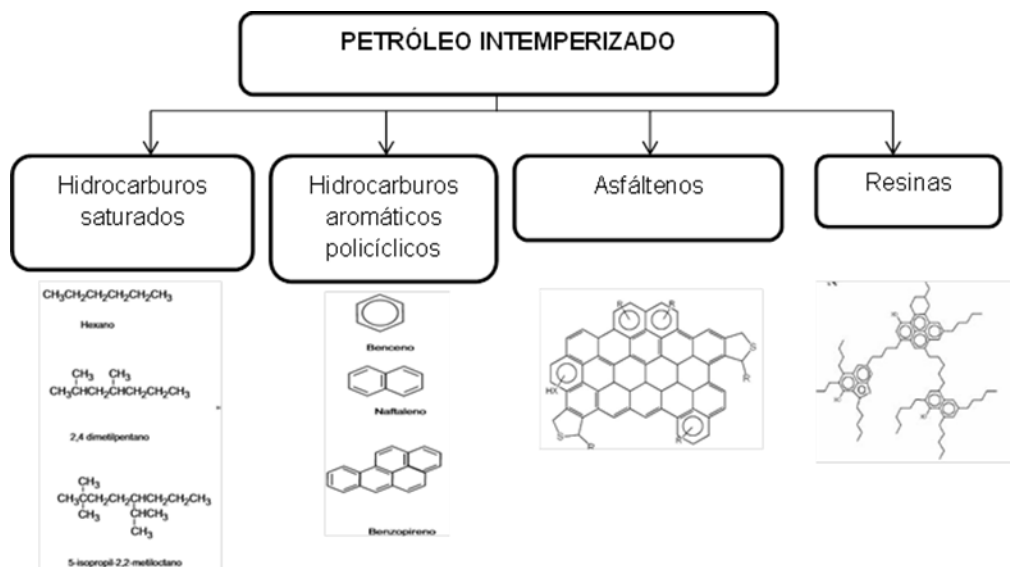 PETRÓLEO INTEMPERIZADO
Hidrocarburos
saturados
Hidrocarburos
aromáticos
policíclicos
Asfáltenos
Resinas
CH₃CH₂CH₂CH₂CH₂CH₃
Hexano
CH₃ CH₃
CH₃CHCH₂CHCH₂CH₂CH₃
2,4 dimetilpentano
CH₃
CH₃CCH₂CH₂CHCH₂CH₂CH₃
CH₃ CHCH₃
CH₃
5-isopropil-2,2-metiloctano
Benceno
Naftaleno
Benzopireno
R R
S
R
HX
S
R
R